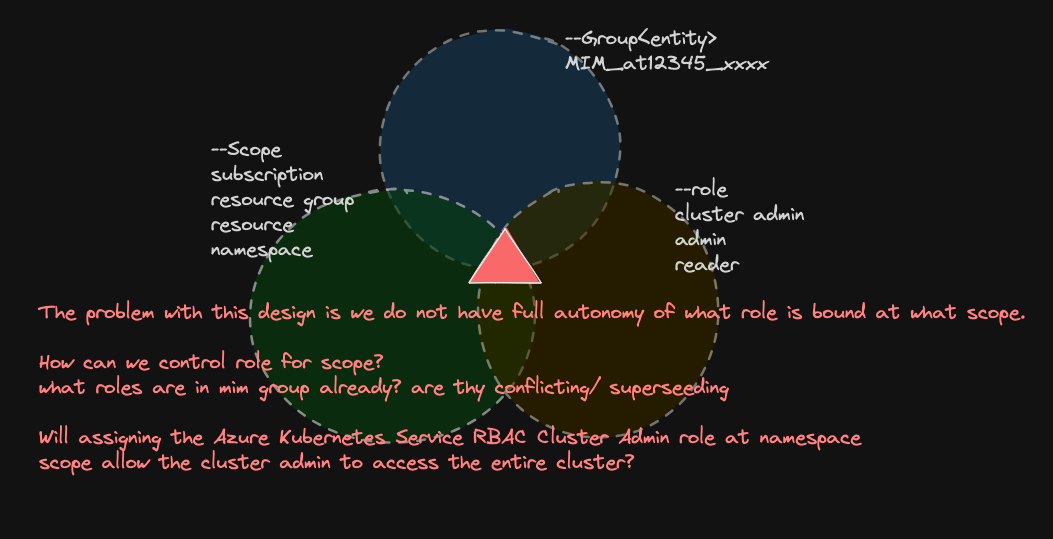 --Group<entity>
MIM_at12345_xxxx
--Scope
subscription
resource group
resource
namespace
--role
cluster admin
admin
reader
The problem with this design is we do not have full autonomy of what role is bound at what scope.
How can we control role for scope?
what roles are in mim group already? are thy conflicting/ superseeding
Will assigning the Azure Kubernetes Service RBAC Cluster Admin role at namespace
scope allow the cluster admin to access the entire cluster?